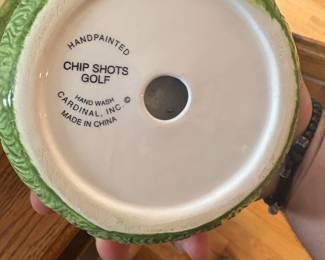 HANDPAINTED
CHIP SHOTS
GOLF
HAND WASH
CARDINAL, INC. ©
MADE IN CHINA